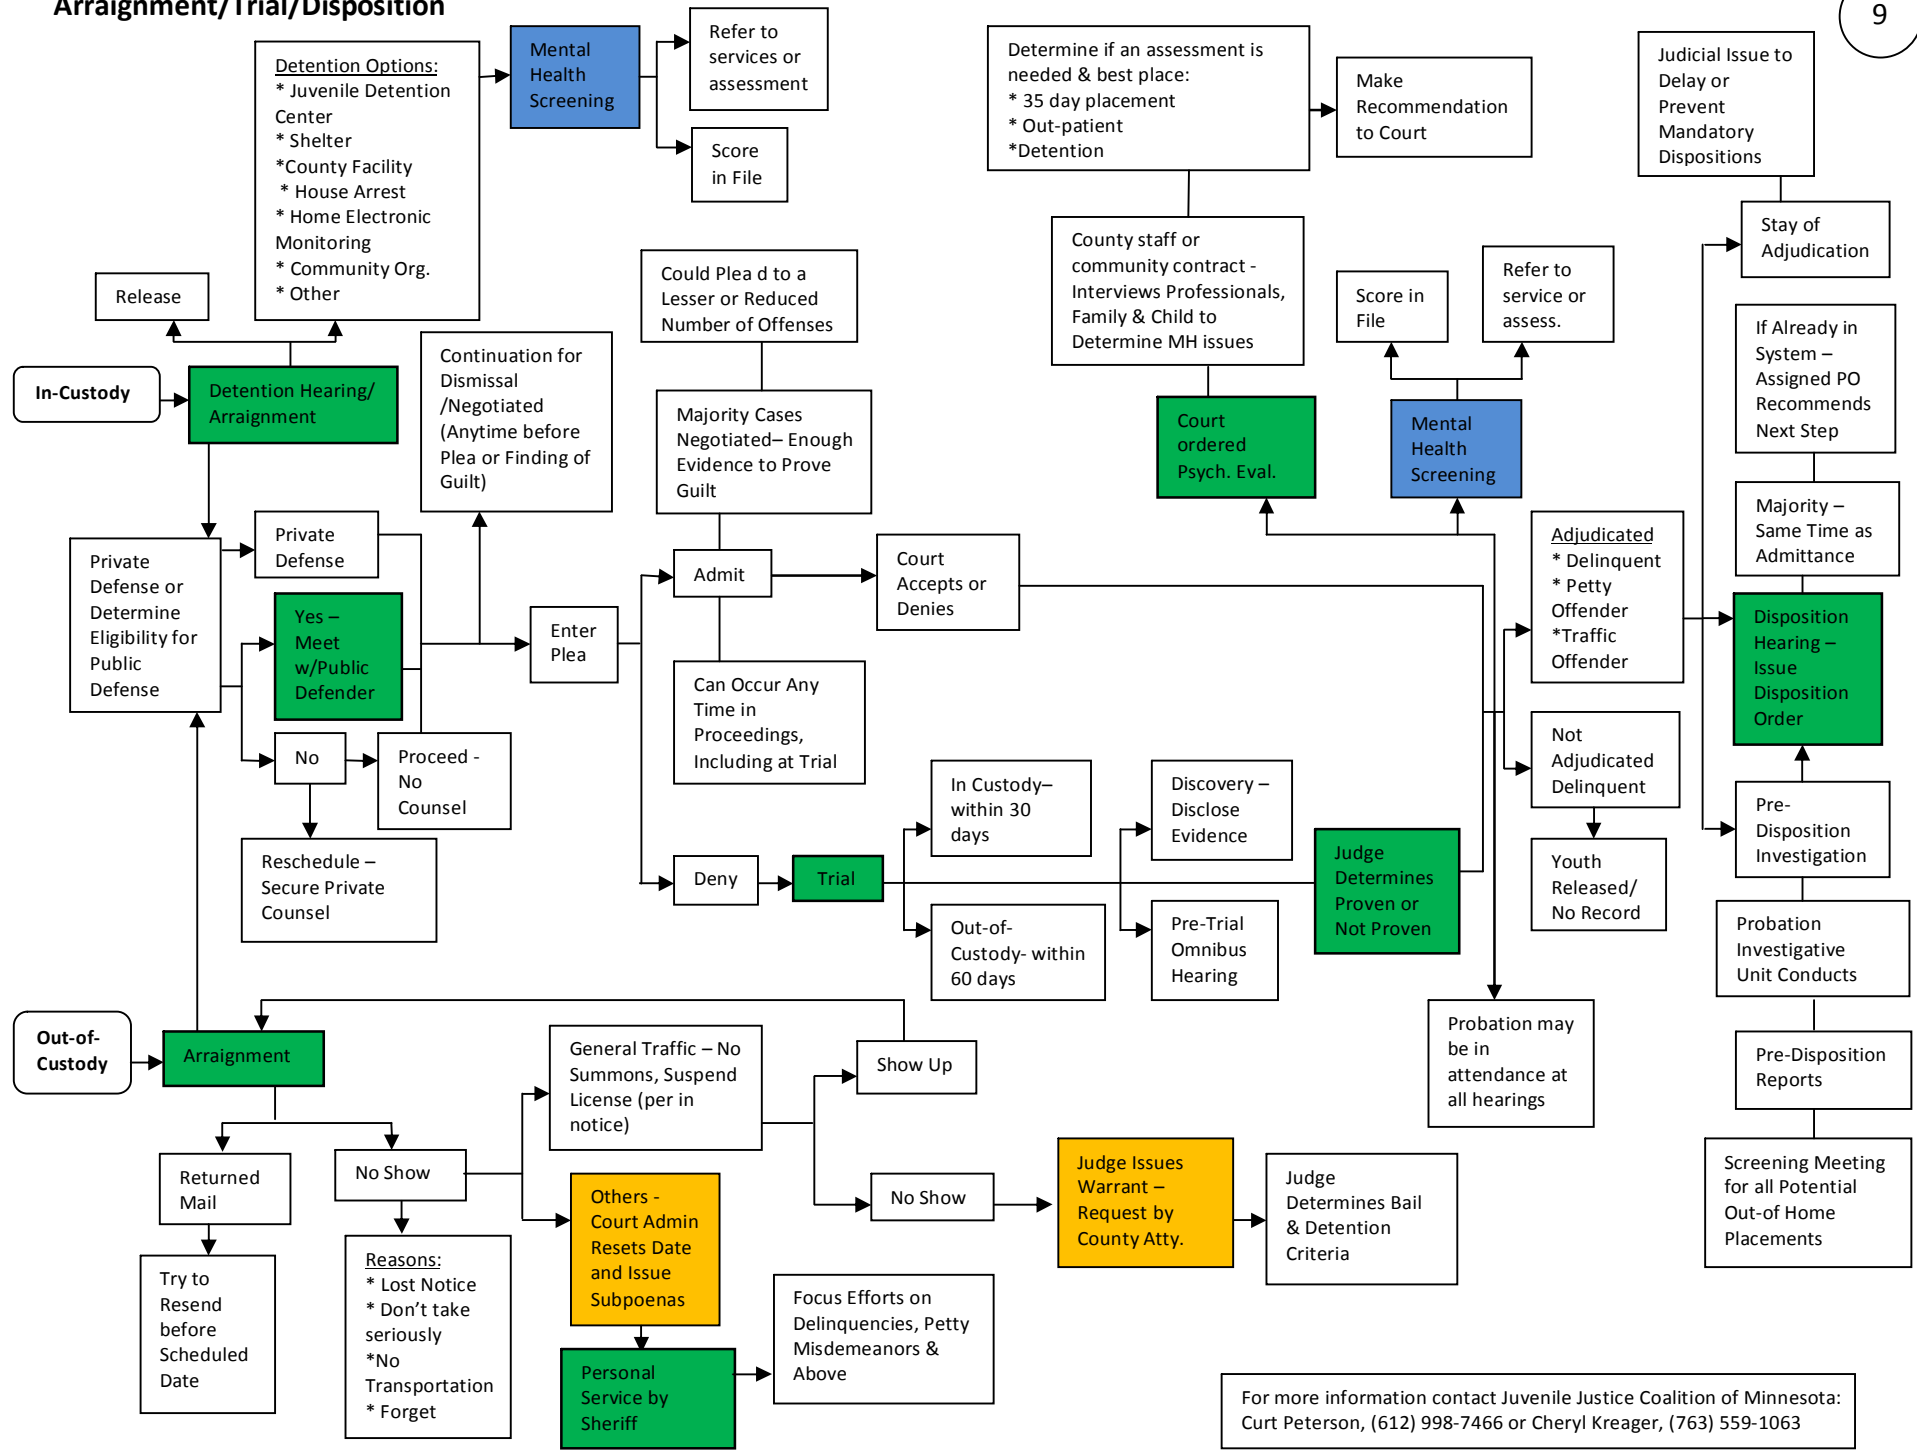 Arraignment/Trial/Disposition
9
Detention Options:
* Juvenile Detention
Center
* Shelter
*County Facility
* House Arrest
* Home Electronic
Monitoring
* Community Org.
* Other
Mental
Health
Screening
Refer to
services or
assessment
Score
in File
Determine if an assessment is
needed & best place:
* 35 day placement
* Out-patient
*Detention
Make
Recommendation
to Court
Judicial Issue to
Delay or
Prevent
Mandatory
Dispositions
Release
In-Custody
Detention Hearing/
Arraignment
Continuation for
Dismissal
/Negotiated
(Anytime before
Plea or Finding of
Guilt)
Could Plea d to a
Lesser or Reduced
Number of Offenses
Majority Cases
Negotiated– Enough
Evidence to Prove
Guilt
County staff or
community contract -
Interviews Professionals,
Family & Child to
Determine MH issues
Court
ordered
Psych. Eval.
Score in
File
Refer to
service or
assess.
Mental
Health
Screening
Stay of
Adjudication
If Already in
System –
Assigned PO
Recommends
Next Step
Majority –
Same Time as
Admittance
Private
Defense or
Determine
Eligibility for
Public
Defense
Private
Defense
Yes –
Meet
w/Public
Defender
No
Proceed -
No
Counsel
Reschedule –
Secure Private
Counsel
Enter
Plea
Admit
Court
Accepts or
Denies
Can Occur Any
Time in
Proceedings,
Including at Trial
Deny
Trial
In Custody–
within 30
days
Out-of-
Custody- within
60 days
Discovery –
Disclose
Evidence
Pre-Trial
Omnibus
Hearing
Judge
Determines
Proven or
Not Proven
Adjudicated
* Delinquent
* Petty
Offender
*Traffic
Offender
Not
Adjudicated
Delinquent
Youth
Released/
No Record
Disposition
Hearing –
Issue
Disposition
Order
Pre-
Disposition
Investigation
Probation
Investigative
Unit Conducts
Pre-Disposition
Reports
Screening Meeting
for all Potential
Out-of Home
Placements
Probation may
be in
attendance at
all hearings
Out-of-
Custody
Arraignment
Returned
Mail
Try to
Resend
before
Scheduled
Date
No Show
Reasons:
* Lost Notice
* Don’t take
seriously
*No
Transportation
* Forget
General Traffic – No
Summons, Suspend
License (per in
notice)
Others -
Court Admin
Resets Date
and Issue
Subpoenas
Personal
Service by
Sheriff
Focus Efforts on
Delinquencies, Petty
Misdemeanors &
Above
Show Up
No Show
Judge Issues
Warrant –
Request by
County Atty.
Judge
Determines Bail
& Detention
Criteria
For more information contact Juvenile Justice Coalition of Minnesota:
Curt Peterson, (612) 998-7466 or Cheryl Kreager, (763) 559-1063